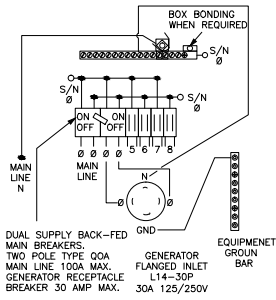 BOX BONDING
WHEN REQUIRED
S/N
Ø
S/N
Ø
S/N
Ø
ON
OFF
ON
OFF
5 6 7 8
MAIN
LINE
N
Ø Ø Ø Ø
MAIN
LINE
N
Ø
Ø
GND
EQUIPMENET
GROUN
BAR
DUAL SUPPLY BACK-FED
MAIN BREAKERS.
TWO POLE TYPE QOA
MAIN LINE 100A MAX.
GENERATOR RECEPTACLE
BREAKER 30 AMP MAX.
GENERATOR
FLANGED INLET
L14-30P
30A 125/250V